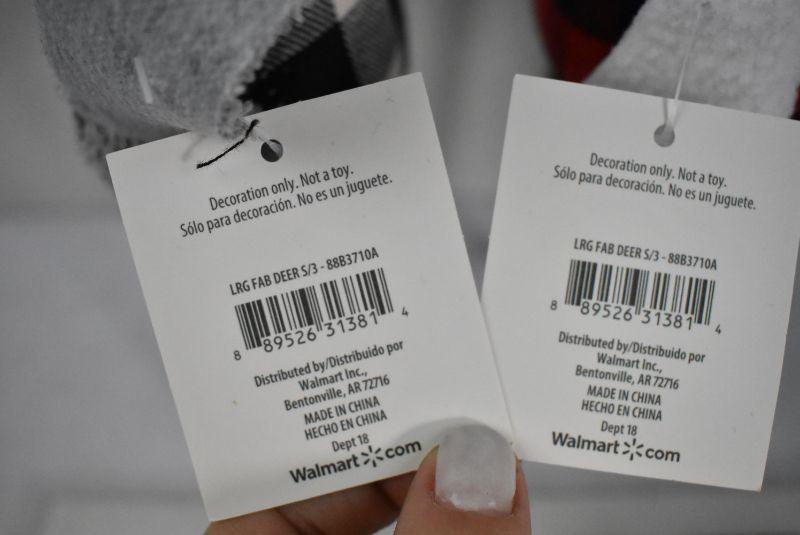 Decoration only. Not a toy.
Sólo para decoración. No es un juguete.
LRG FAB DEER S/3 - 88B3710A
8 89526 31381 4
Distributed by/Distribuido por
Walmart Inc.,
Bentonville, AR 72716
MADE IN CHINA
HECHO EN CHINA
Dept 18
Walmart com
Decoration only. Not a toy.
Sólo para decoración. No es un juguete.
LRG FAB DEER S/3 - 88B3710A
8 89526 31381 4
Distributed by/Distribuido por
Walmart Inc.,
Bentonville, AR 72716
MADE IN CHINA
HECHO EN CHINA
Dept 18
Walmart com